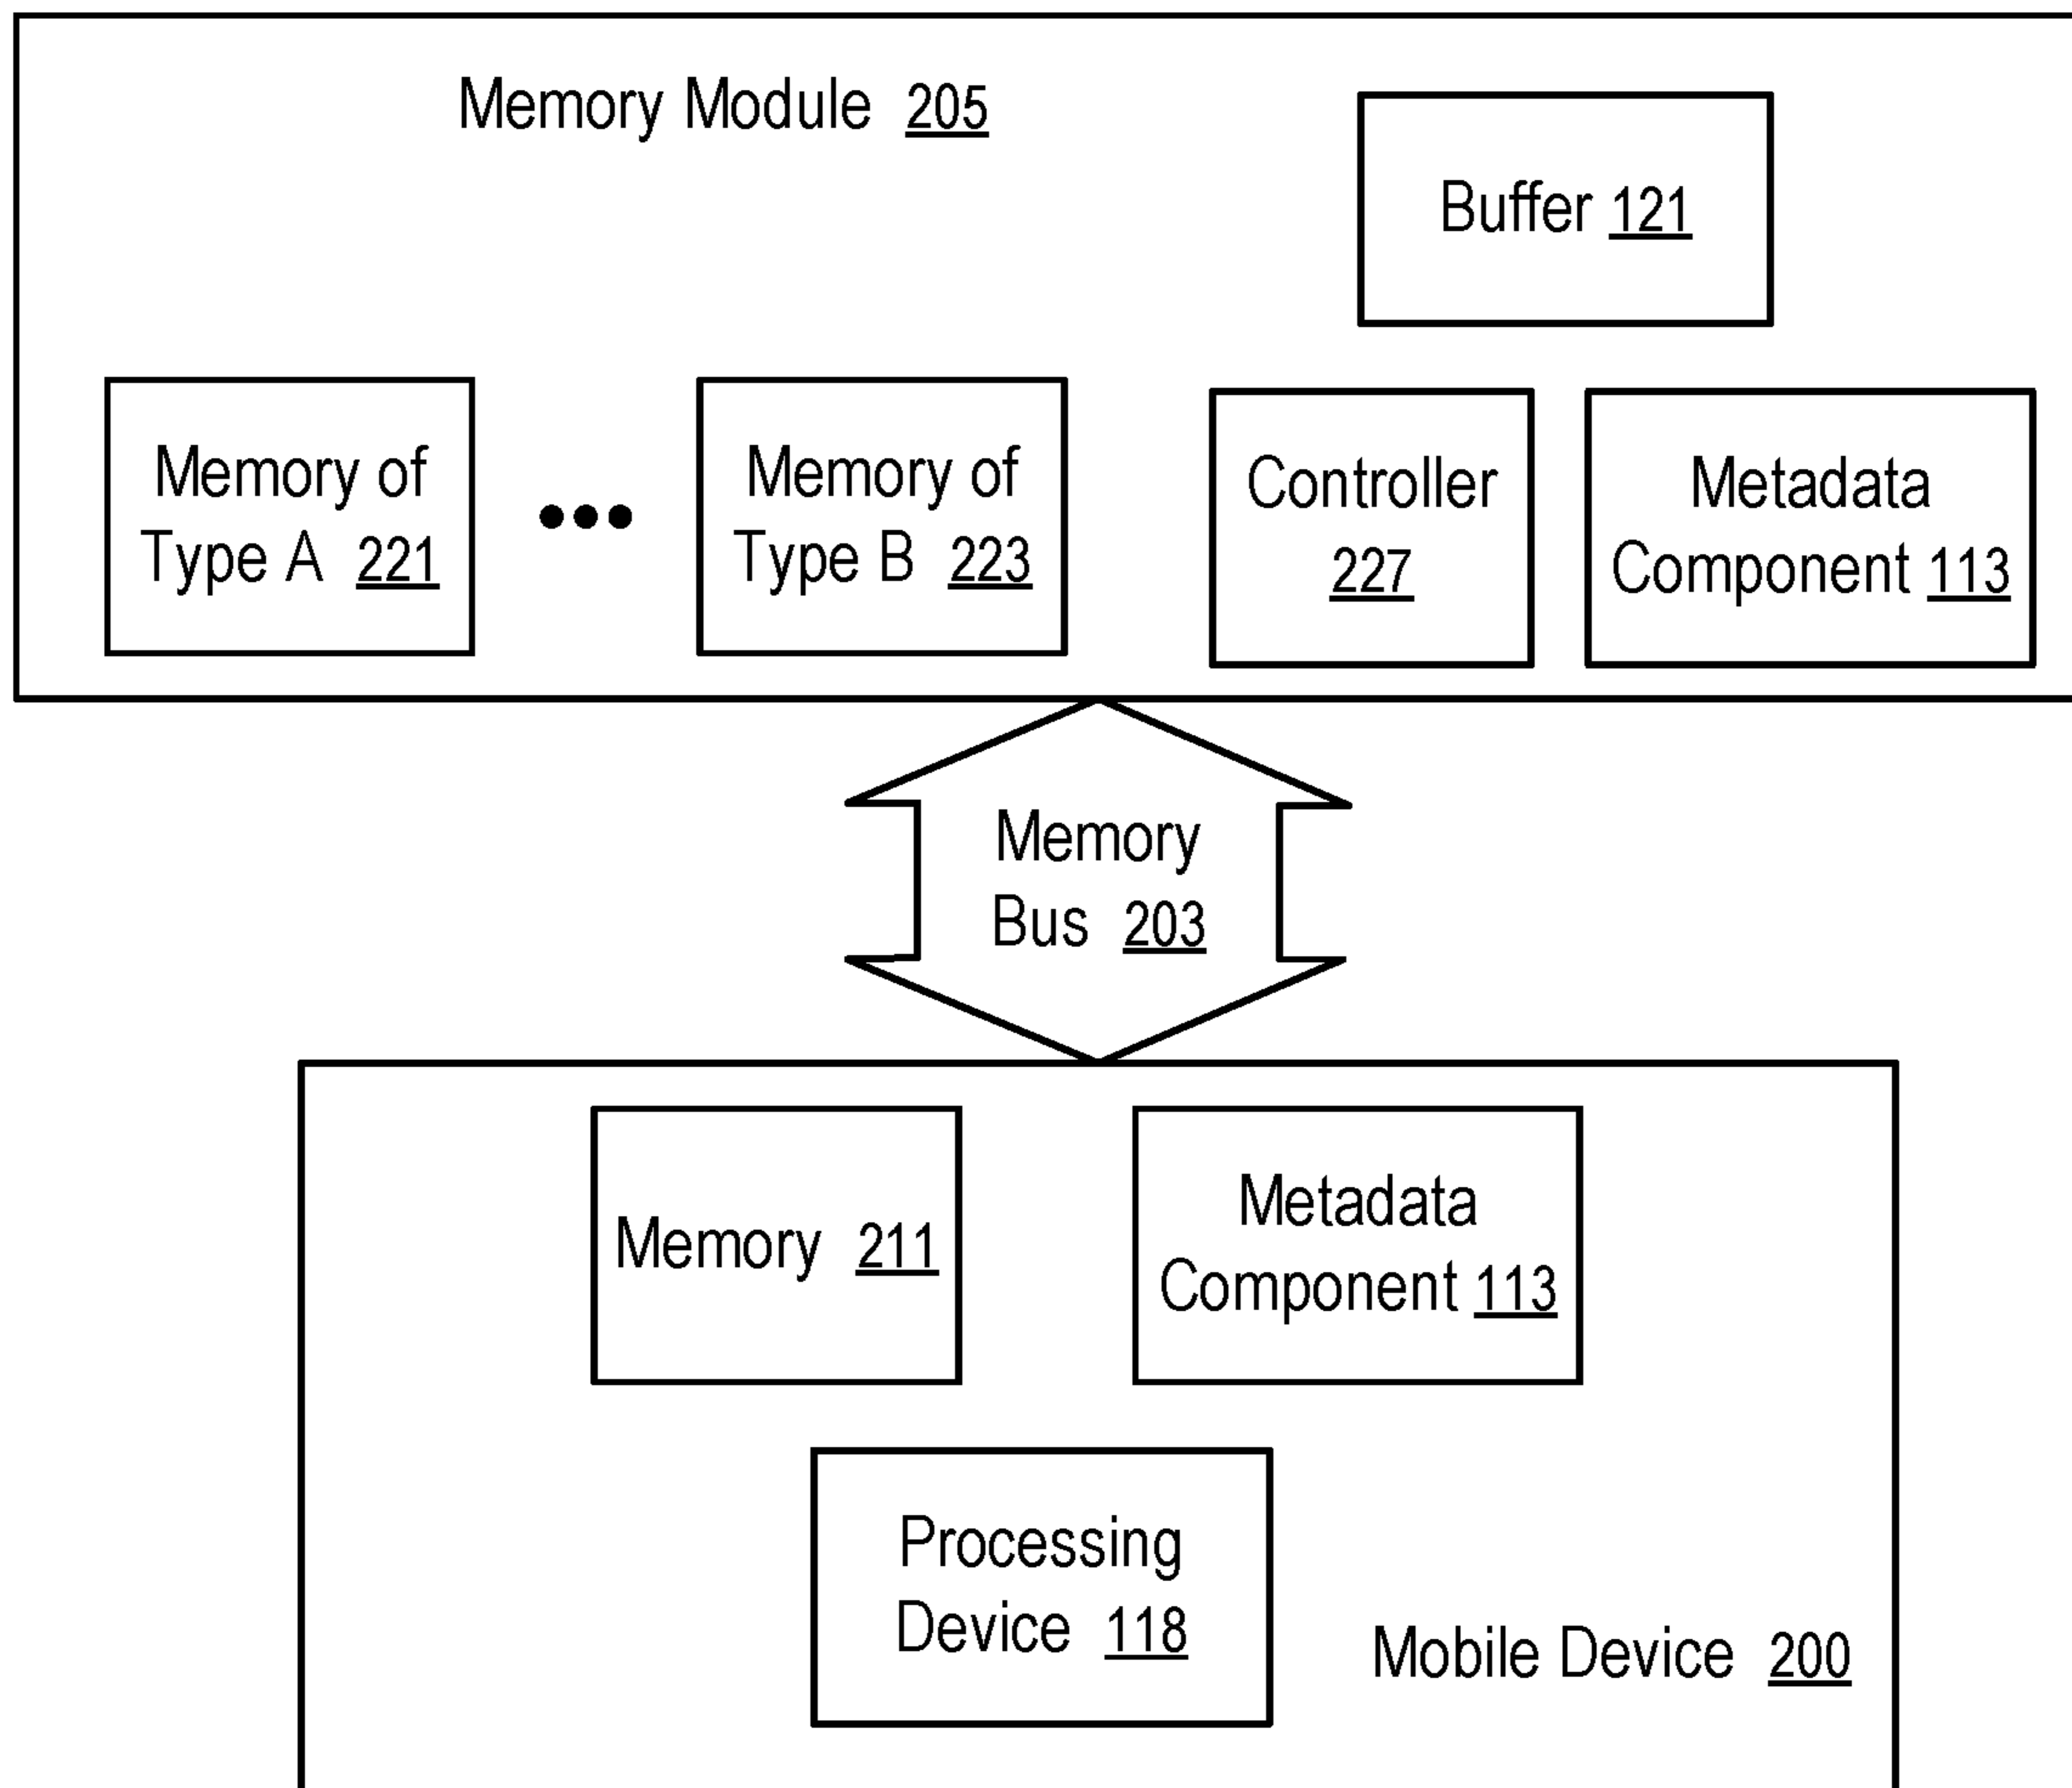 Memory Module 205
Buffer 121
Memory of
Type A 221
•••
Memory of
Type B 223
Controller
227
Metadata
Component 113
Memory
Bus 203
Memory 211
Metadata
Component 113
Processing
Device 118
Mobile Device 200